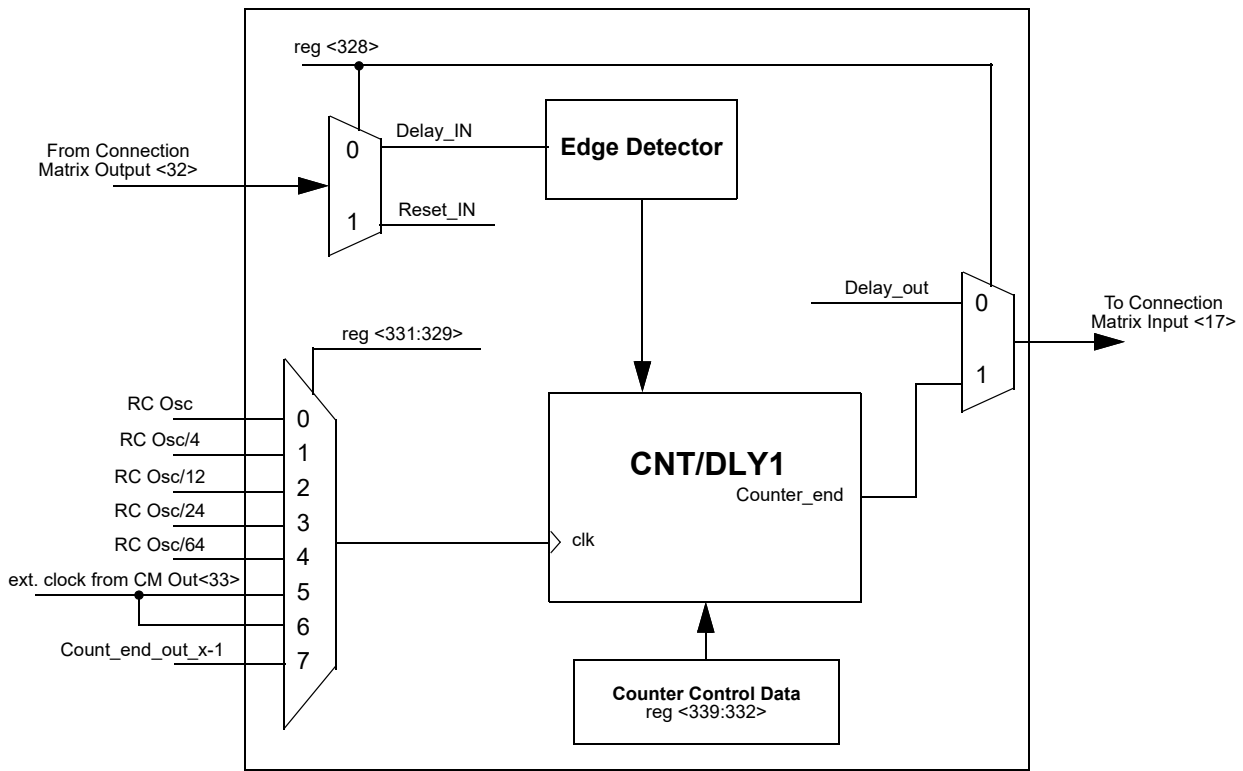 reg <328>
From Connection
Matrix Output <32>
0
1
Delay_IN
Reset_IN
Edge Detector
Delay_out
0
1
To Connection
Matrix Input <17>
reg <331:329>
RC Osc
RC Osc/4
RC Osc/12
RC Osc/24
RC Osc/64
ext. clock from CM Out<33>
Count_end_out_x-1
0
1
2
3
4
5
6
7
CNT/DLY1
Counter_end
clk
Counter Control Data
reg <339:332>